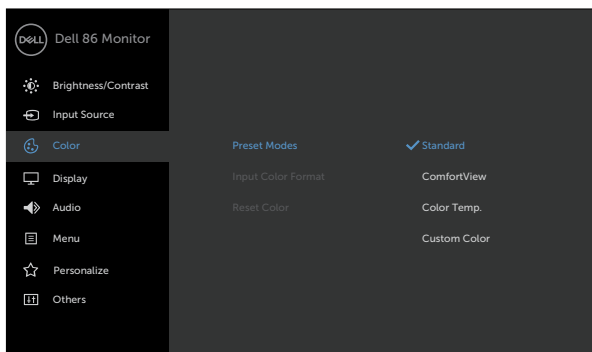 DELL Dell 86 Monitor
Brightness/Contrast
Input Source
Color Preset Modes Standard
Display Input Color Format ComfortView
Audio Reset Color Color Temp.
Menu Custom Color
Personalize
Others